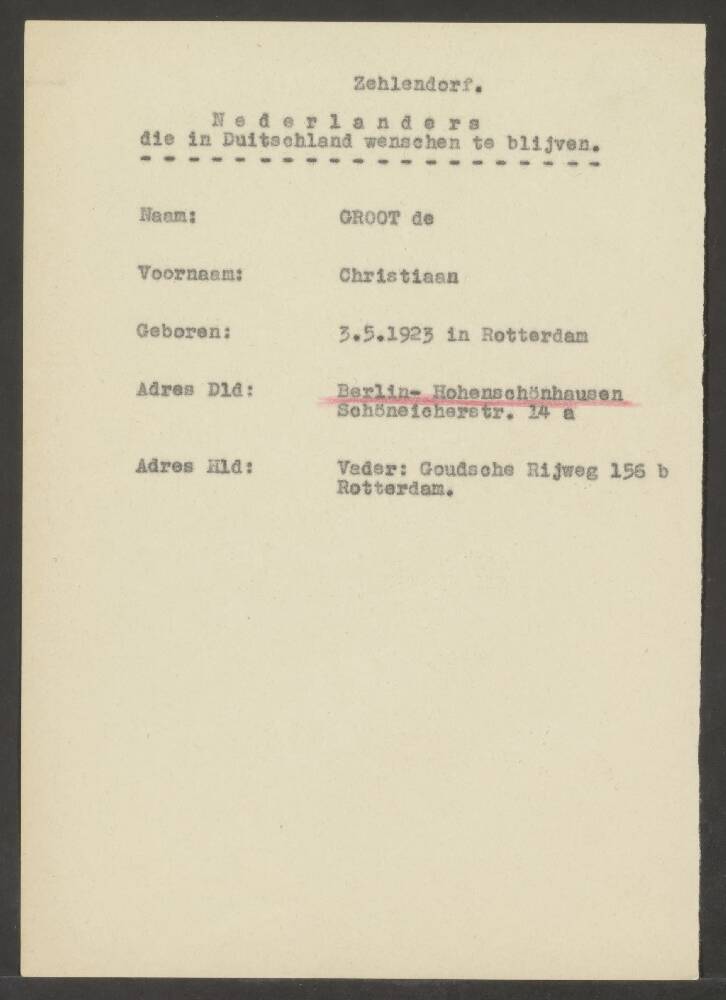 Zehlendorf.
N e d e r l a n d e r s
die in Duitschland wenschen te blijven.
- - - - - - - - - - - - - - - - - - - -
Naam: GROOT de
Voornaam: Christiaan
Geboren: 3.5.1923 in Rotterdam
Adres Dld: Berlin- Hohenschönhausen
Schöneicherstr. 14 a
Adres Hld: Vader: Goudsche Rijweg 156 b
Rotterdam.